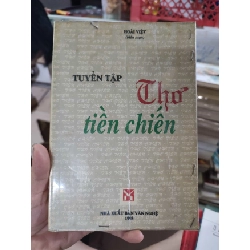 HOÀI VIỆT
TUYỂN TẬP
Thơ
tiền chiến
NHÀ XUẤT BẢN VĂN NGHỆ